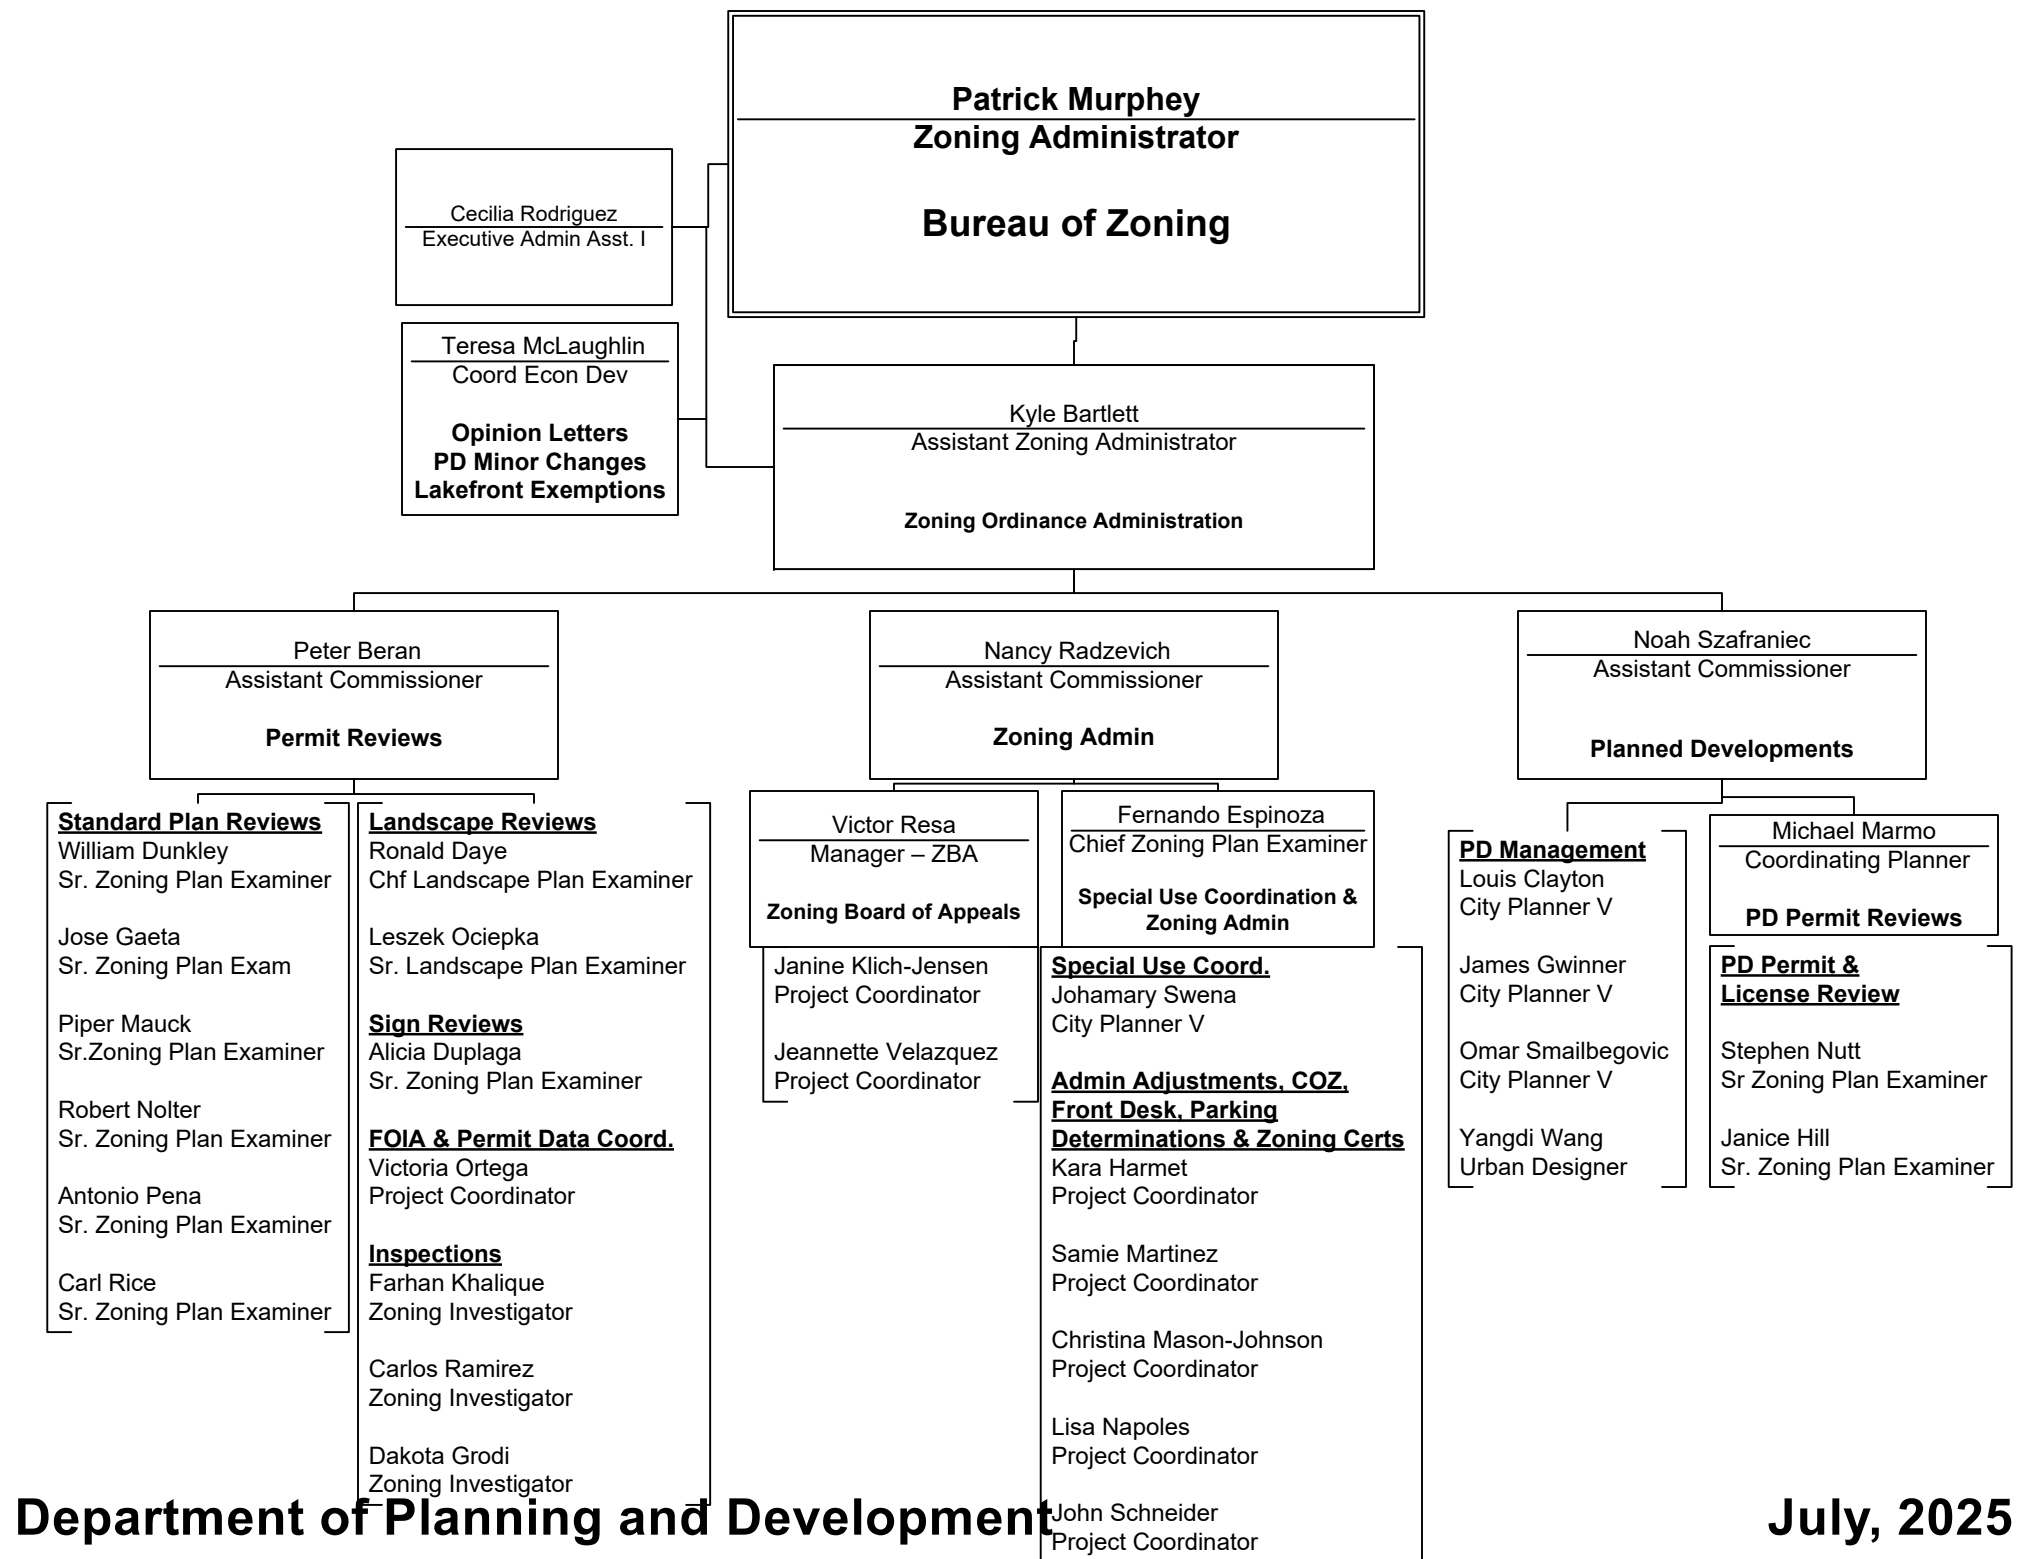 Patrick Murphey
Zoning Administrator
Bureau of Zoning
Cecilia Rodriguez
Executive Admin Asst. I
Teresa McLaughlin
Coord Econ Dev
Opinion Letters
PD Minor Changes
Lakefront Exemptions
Kyle Bartlett
Assistant Zoning Administrator
Zoning Ordinance Administration
Peter Beran
Assistant Commissioner
Permit Reviews
Nancy Radzevich
Assistant Commissioner
Zoning Admin
Noah Szafraniec
Assistant Commissioner
Planned Developments
Standard Plan Reviews
William Dunkley
Sr. Zoning Plan Examiner
Jose Gaeta
Sr. Zoning Plan Exam
Piper Mauck
Sr.Zoning Plan Examiner
Robert Nolter
Sr. Zoning Plan Examiner
Antonio Pena
Sr. Zoning Plan Examiner
Carl Rice
Sr. Zoning Plan Examiner
Landscape Reviews
Ronald Daye
Chf Landscape Plan Examiner
Leszek Ociepka
Sr. Landscape Plan Examiner
Sign Reviews
Alicia Duplaga
Sr. Zoning Plan Examiner
FOIA & Permit Data Coord.
Victoria Ortega
Project Coordinator
Inspections
Farhan Khalique
Zoning Investigator
Carlos Ramirez
Zoning Investigator
Dakota Grodi
Zoning Investigator
Victor Resa
Manager – ZBA
Zoning Board of Appeals
Janine Klich-Jensen
Project Coordinator
Jeannette Velazquez
Project Coordinator
Fernando Espinoza
Chief Zoning Plan Examiner
Special Use Coordination &
Zoning Admin
Special Use Coord.
Johamary Swena
City Planner V
Admin Adjustments, COZ,
Front Desk, Parking
Determinations & Zoning Certs
Kara Harmet
Project Coordinator
Samie Martinez
Project Coordinator
Christina Mason-Johnson
Project Coordinator
Lisa Napoles
Project Coordinator
John Schneider
Project Coordinator
PD Management
Louis Clayton
City Planner V
James Gwinner
City Planner V
Omar Smailbegovic
City Planner V
Yangdi Wang
Urban Designer
Michael Marmo
Coordinating Planner
PD Permit Reviews
PD Permit &
License Review
Stephen Nutt
Sr Zoning Plan Examiner
Janice Hill
Sr. Zoning Plan Examiner
Department of Planning and Development
July, 2025